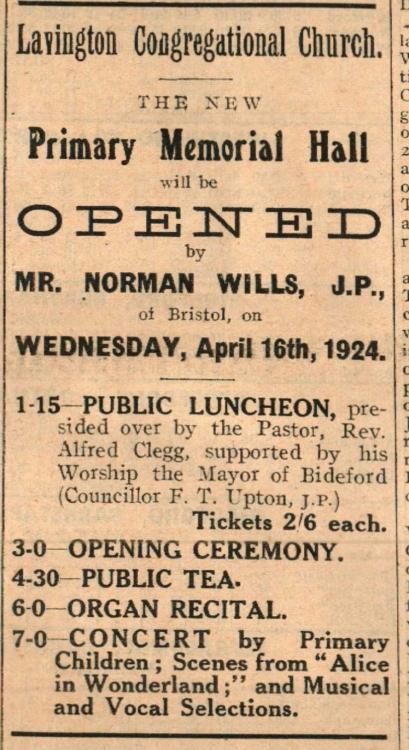 Lavington Congregational Church.
THE NEW
Primary Memorial Hall
will be
OPENED
by
MR. NORMAN WILLS, J.P.,
of Bristol, on
WEDNESDAY, April 16th, 1924.
1-15—PUBLIC LUNCHEON, pre-
sided over by the Pastor, Rev.
Alfred Clegg, supported by his
Worship the Mayor of Bideford
(Councillor F. T. Upton, J.P.)
Tickets 2/6 each.
3-0—OPENING CEREMONY.
4-30—PUBLIC TEA.
6-0—ORGAN RECITAL.
7-0—CONCERT by Primary
Children; Scenes from "Alice
in Wonderland;" and Musical
and Vocal Selections.